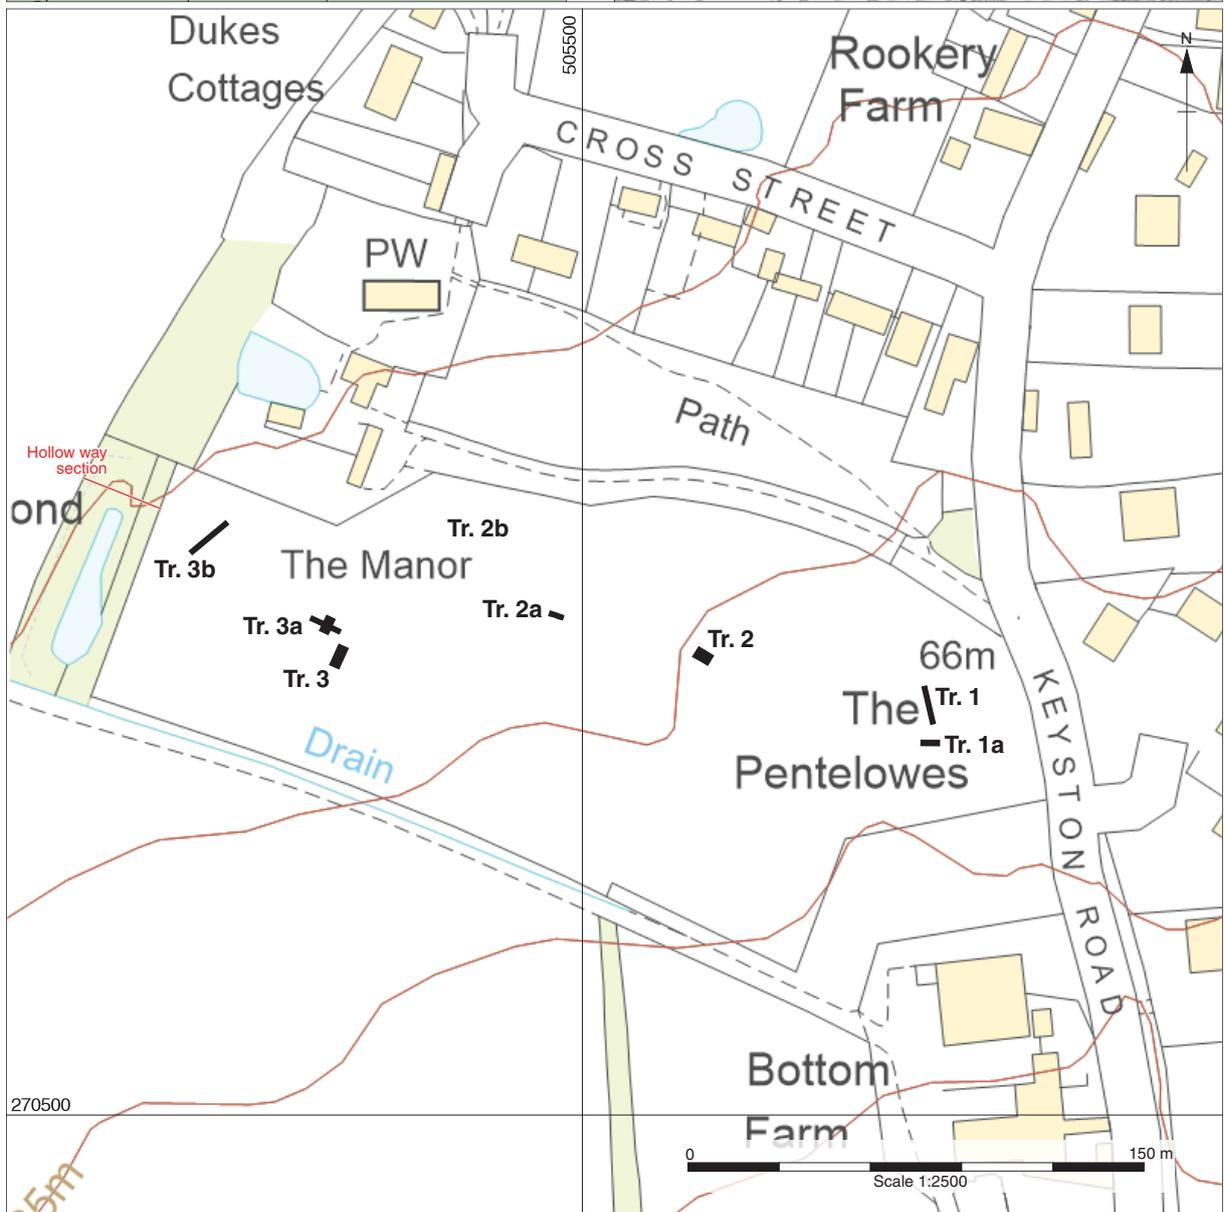 Dukes
Cottages
505500
Rookery
Farm
N
CROSS STREET
PW
Path
Hollow way
section
ond
Tr. 2b
The Manor
Tr. 3b
Tr. 2a
Tr. 3a
Tr. 2
Tr. 3
66m
The
Tr. 1
Tr. 1a
Pentelowes
Drain
KEYSTON ROAD
Bottom
Farm
270500
0
150 m
Scale 1:2500
5m